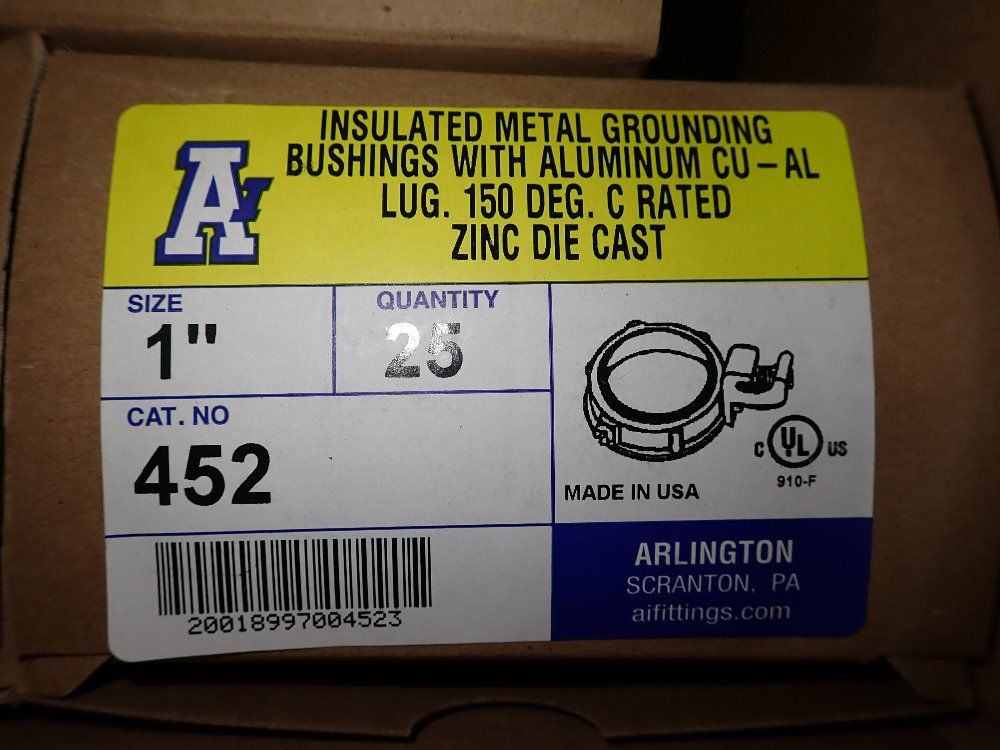 INSULATED METAL GROUNDING
BUSHINGS WITH ALUMINUM CU – AL
LUG. 150 DEG. C RATED
ZINC DIE CAST
AI
SIZE
1"
QUANTITY
25
CAT. NO
452
MADE IN USA
C UL US
910-F
20018997004523
ARLINGTON
SCRANTON, PA
aifittings.com